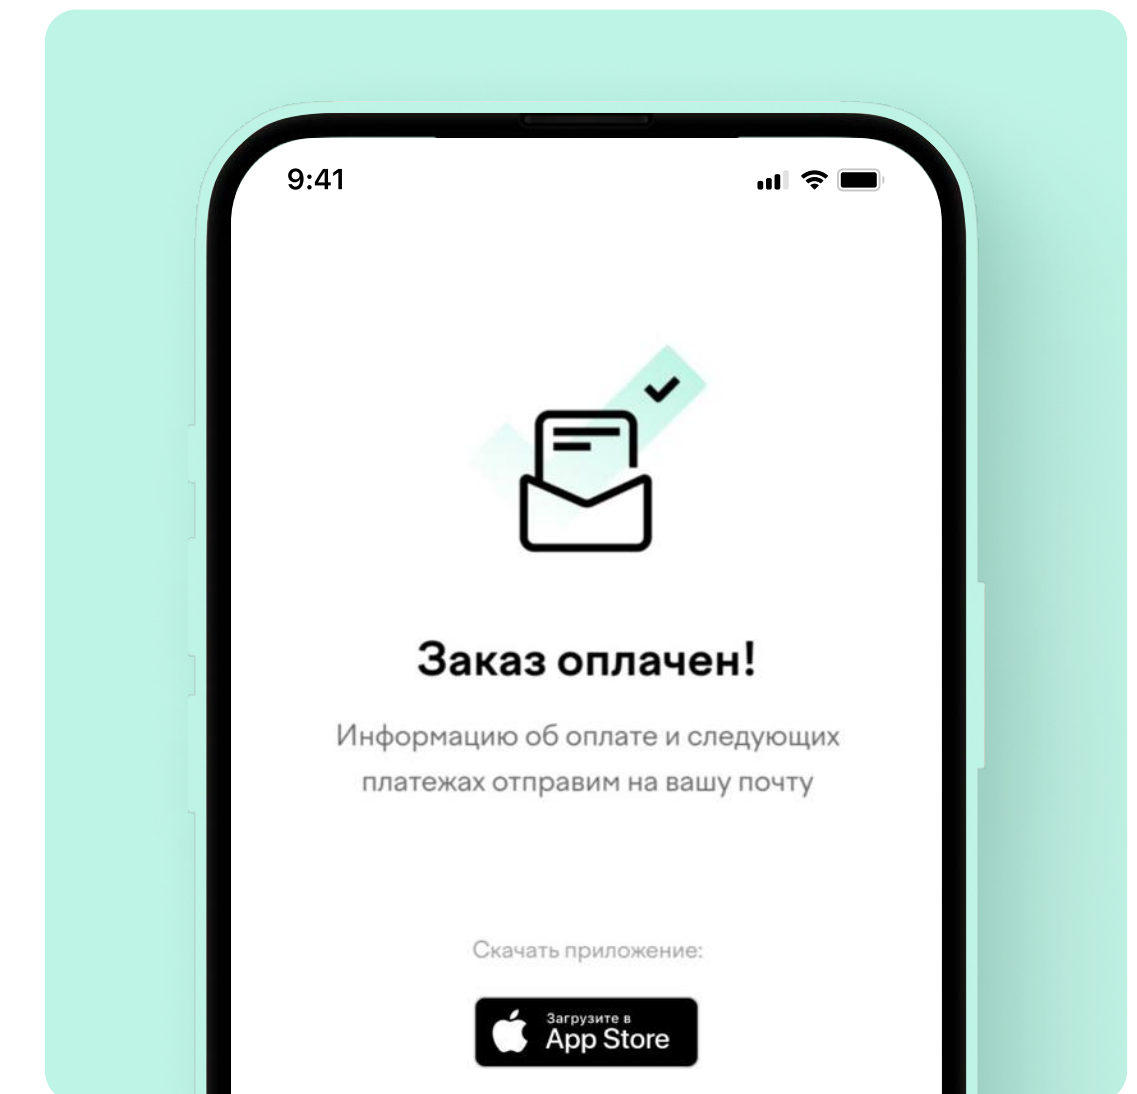 9:41
Заказ оплачен!
Информацию об оплате и следующих
платежах отправим на вашу почту
Скачать приложение:
Загрузите в
App Store